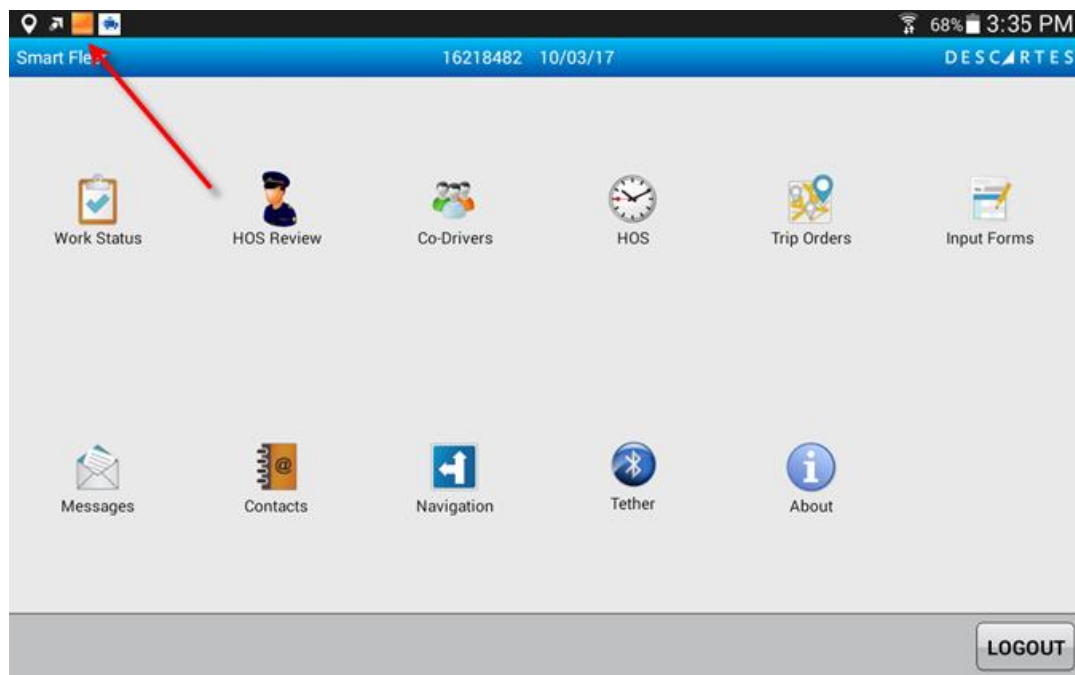 68% 3:35 PM
Smart Fleet 16218482 10/03/17 DESCARTES
Work Status HOS Review Co-Drivers HOS Trip Orders Input Forms
Messages Contacts Navigation Tether About
LOGOUT